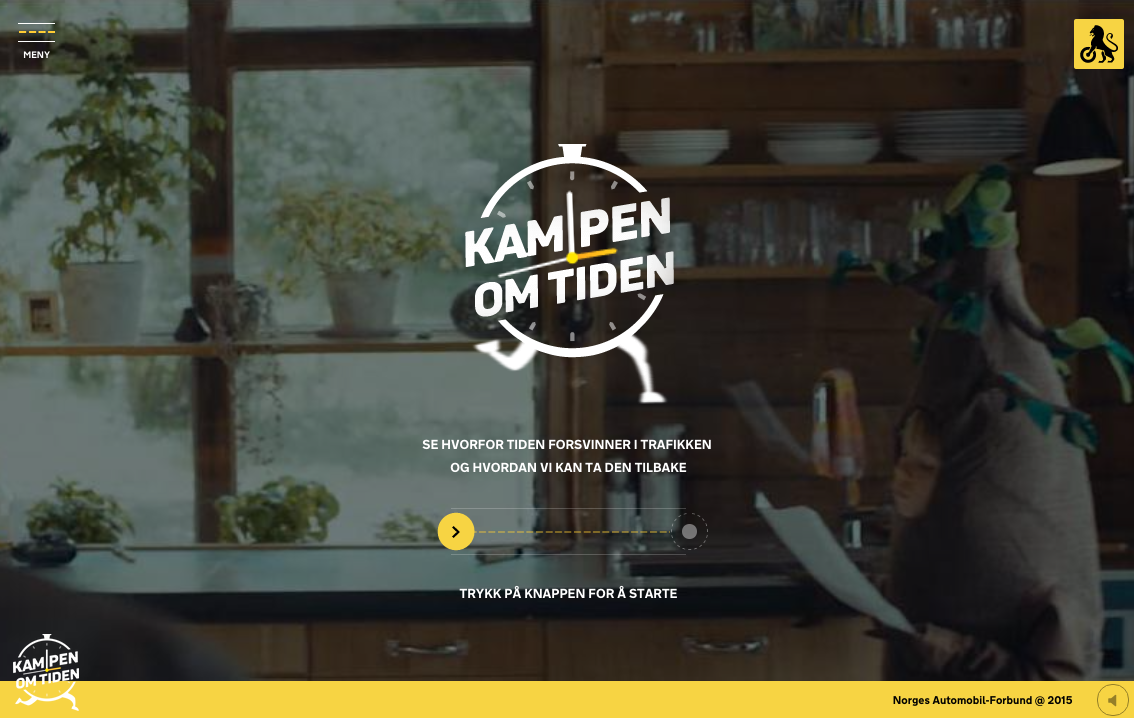 MENY
KAMPEN
OM TIDEN
SE HVORFOR TIDEN FORSVINNER I TRAFIKKEN
OG HVORDAN VI KAN TA DEN TILBAKE
TRYKK PÅ KNAPPEN FOR Å STARTE
KAMPEN
OM TIDEN
Norges Automobil-Forbund @ 2015